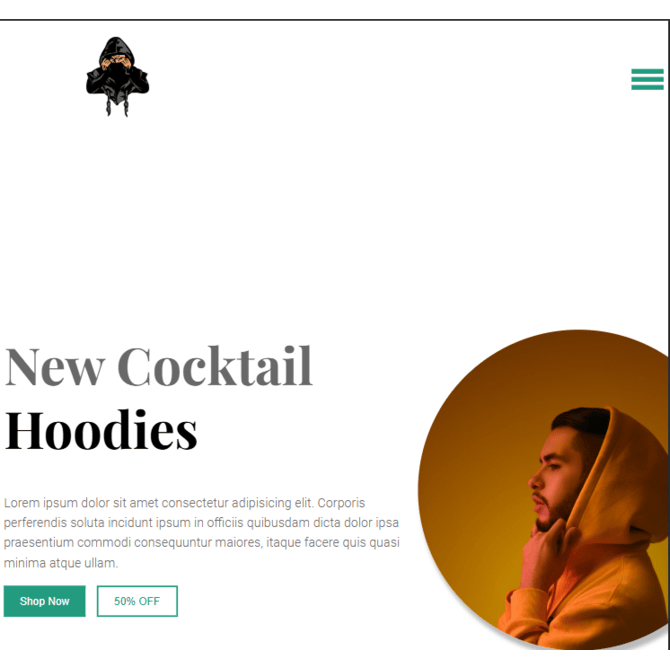 New Cocktail
Hoodies
Lorem ipsum dolor sit amet consectetur adipisicing elit. Corporis
perferendis soluta incidunt ipsum in officiis quibusdam dicta dolor ipsa
praesentium commodi consequuntur maiores, itaque facere quis quasi
minima atque ullam.
Shop Now 50% OFF